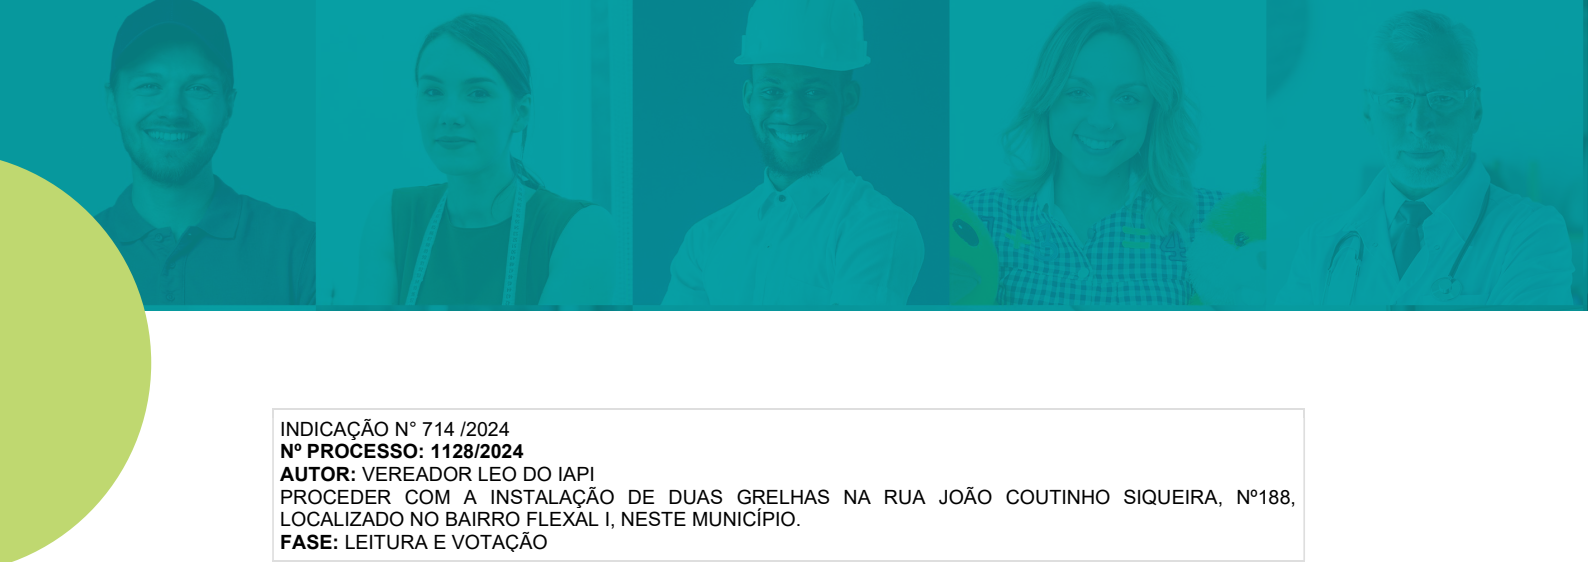 INDICAÇÃO N° 714 /2024
Nº PROCESSO: 1128/2024
AUTOR: VEREADOR LEO DO IAPI
PROCEDER COM A INSTALAÇÃO DE DUAS GRELHAS NA RUA JOÃO COUTINHO SIQUEIRA, Nº188,
LOCALIZADO NO BAIRRO FLEXAL I, NESTE MUNICÍPIO.
FASE: LEITURA E VOTAÇÃO